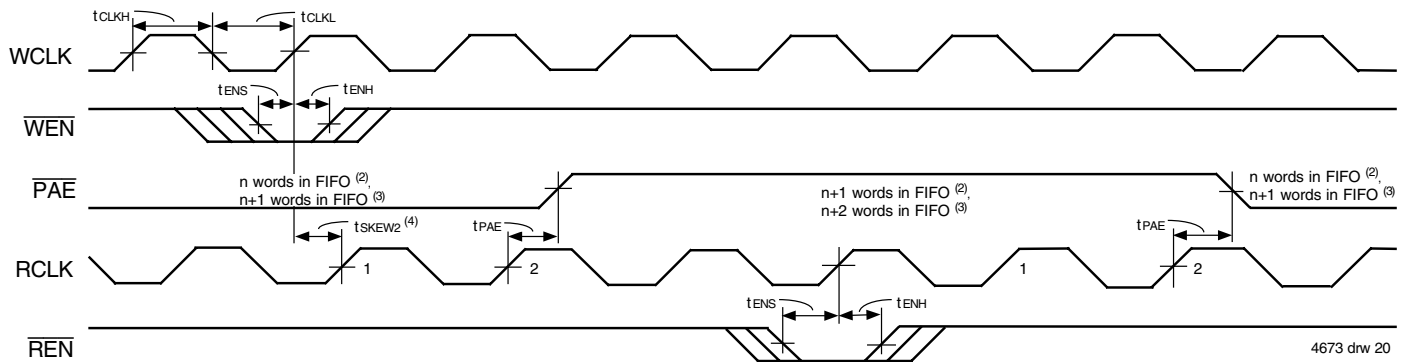 tCLKH
tCLKL
WCLK
tENS
tENH
WEN
PAE
n words in FIFO (2),
n+1 words in FIFO (3)
n+1 words in FIFO (2),
n+2 words in FIFO (3)
n words in FIFO (2),
n+1 words in FIFO (3)
tSKEW2 (4)
tPAE
tPAE
RCLK
1
2
1
2
tENS
tENH
REN
4673 drw 20